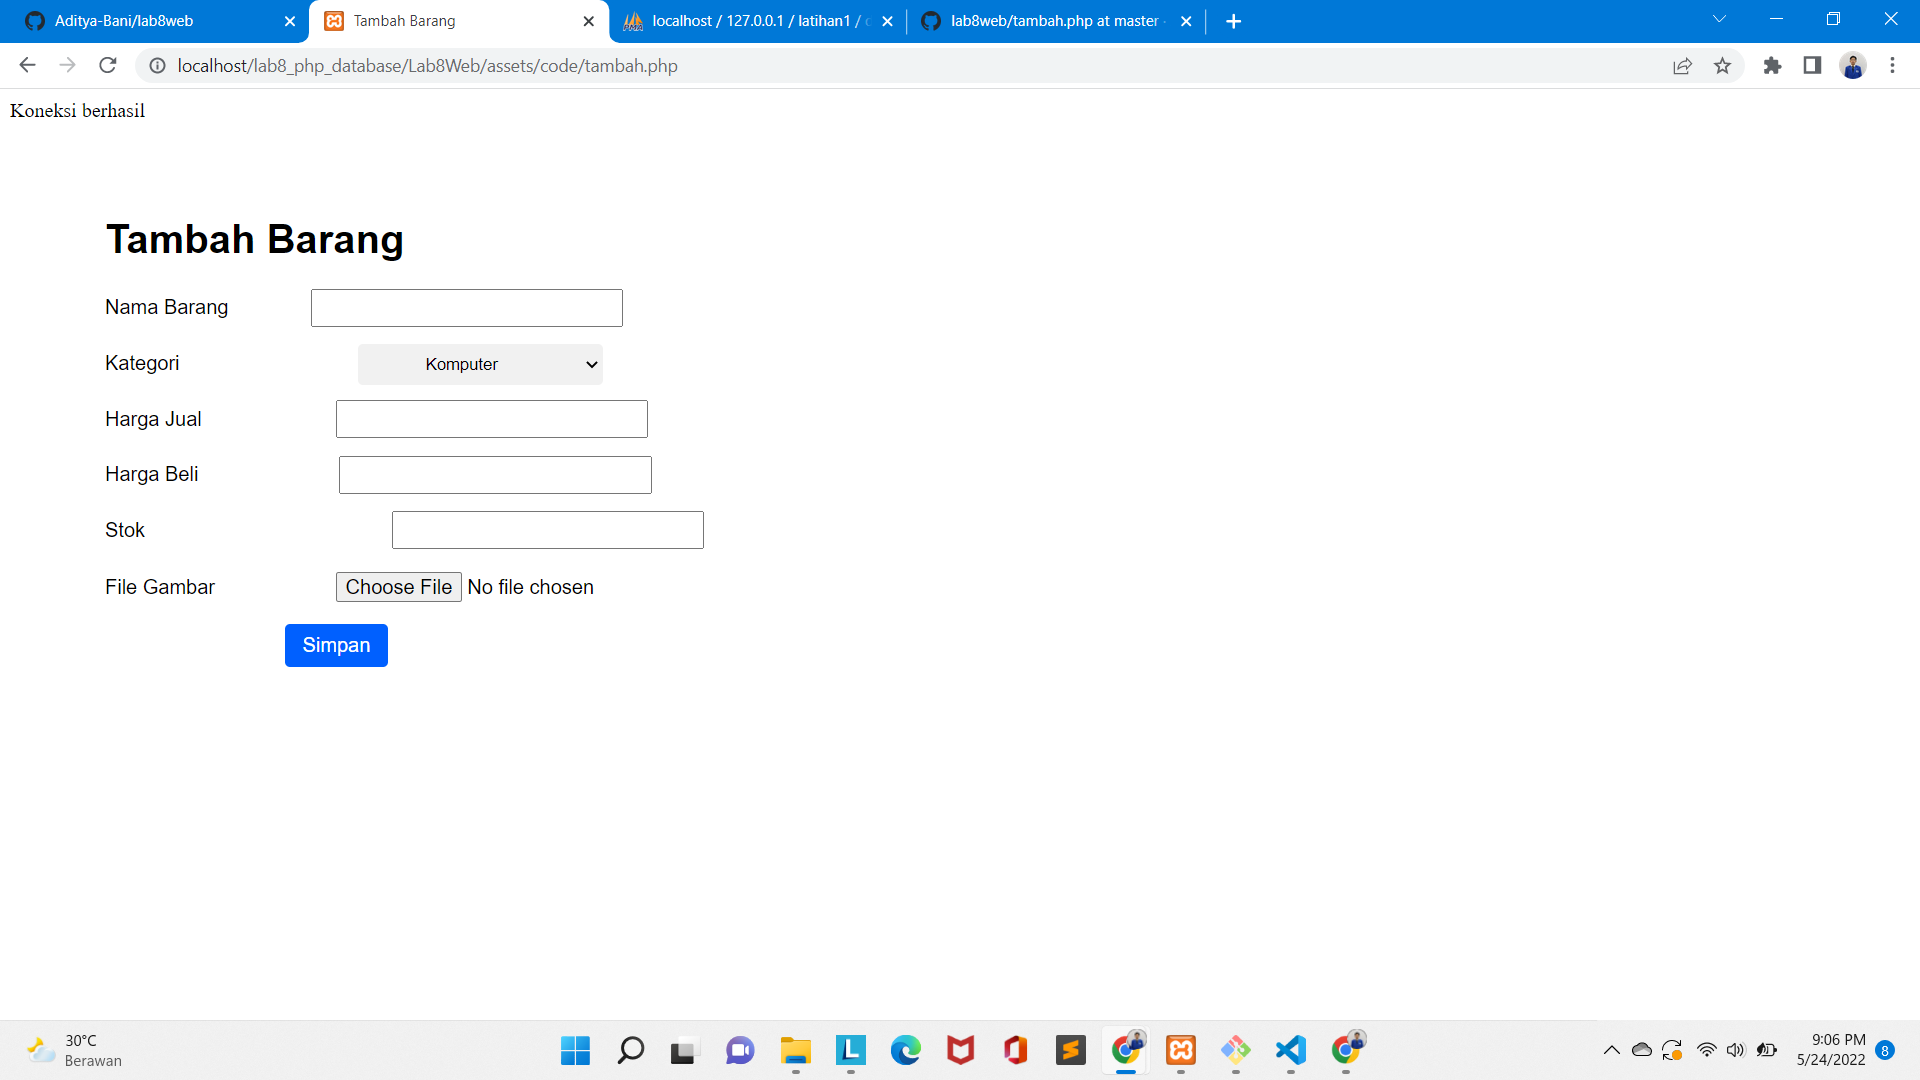 Aditya-Bani/lab8web
Tambah Barang
localhost / 127.0.0.1 / latihan1 /
lab8web/tambah.php at master
localhost/lab8_php_database/Lab8Web/assets/code/tambah.php
Koneksi berhasil
Tambah Barang
Nama Barang
Kategori Komputer
Harga Jual
Harga Beli
Stok
File Gambar Choose File No file chosen
Simpan
30°C
Berawan
9:06 PM
5/24/2022
8